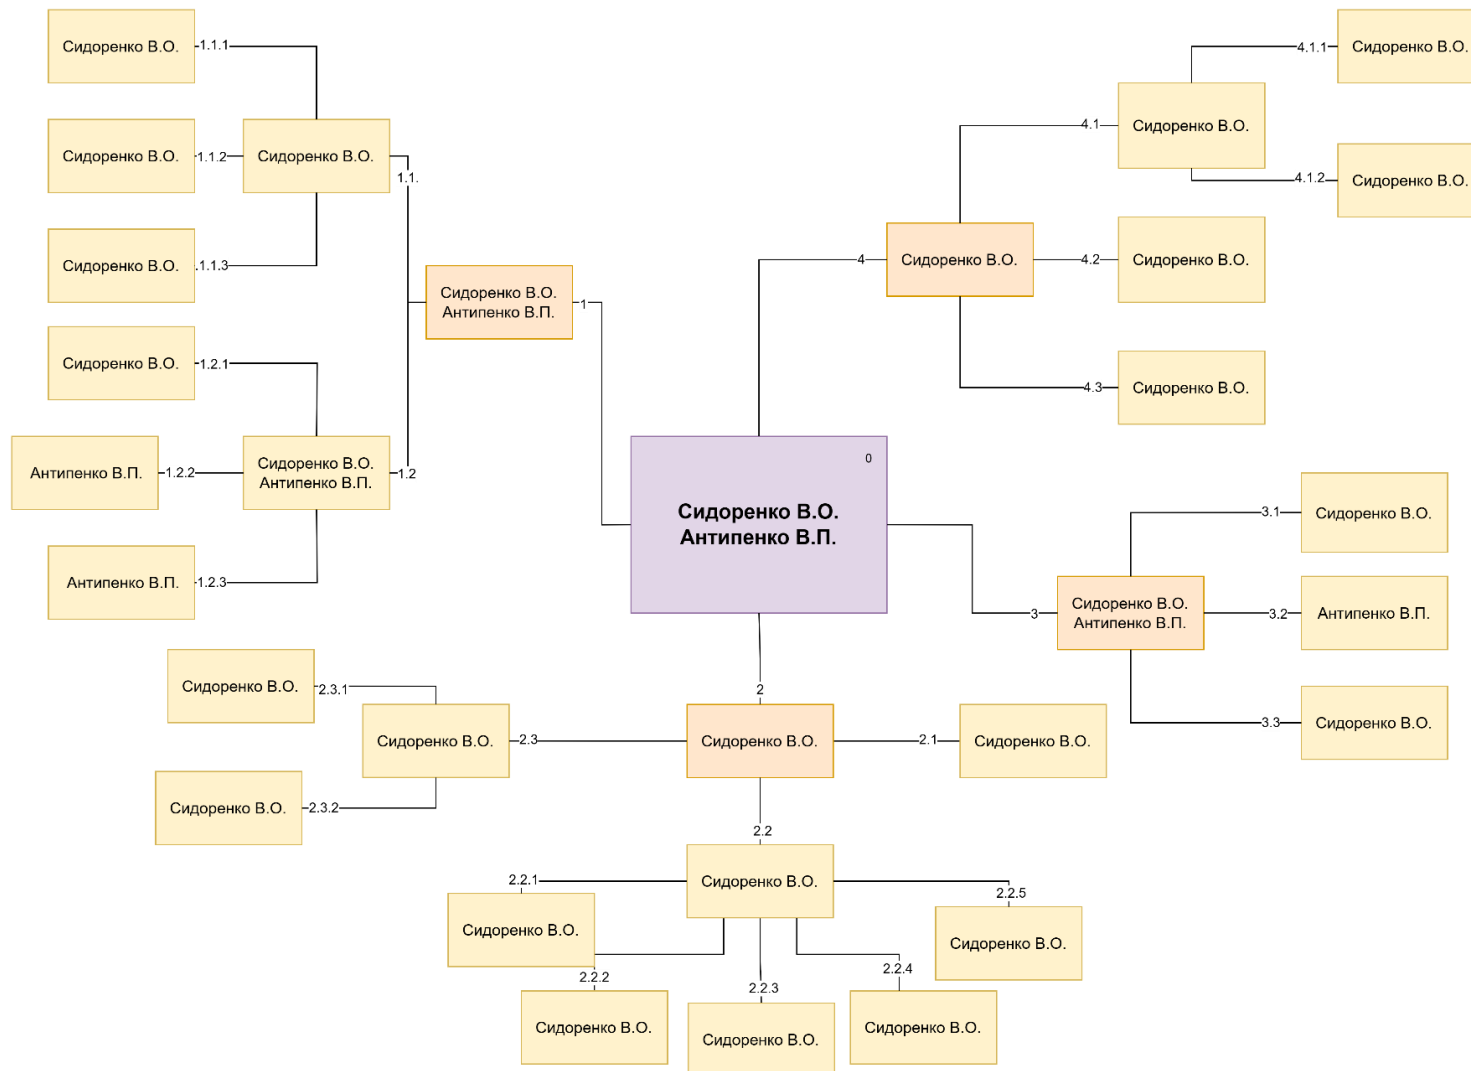 Сидоренко В.О.
1.1.1
Сидоренко В.О.
1.1.2
Сидоренко В.О.
1.1.
Сидоренко В.О.
1.1.3
Сидоренко В.О.
Антипенко В.П.
1
Сидоренко В.О.
1.2.1
Антипенко В.П.
1.2.2
Сидоренко В.О.
Антипенко В.П.
1.2
Антипенко В.П.
1.2.3
4.1.1
Сидоренко В.О.
4.1
Сидоренко В.О.
4.1.2
Сидоренко В.О.
4
Сидоренко В.О.
4.2
Сидоренко В.О.
4.3
Сидоренко В.О.
0
Сидоренко В.О.
Антипенко В.П.
3.1
Сидоренко В.О.
3
Сидоренко В.О.
Антипенко В.П.
3.2
Антипенко В.П.
3.3
Сидоренко В.О.
2
Сидоренко В.О.
2.3.1
Сидоренко В.О.
2.3
Сидоренко В.О.
2.1
Сидоренко В.О.
Сидоренко В.О.
2.3.2
2.2
Сидоренко В.О.
2.2.1
Сидоренко В.О.
2.2.5
Сидоренко В.О.
2.2.2
Сидоренко В.О.
2.2.3
Сидоренко В.О.
2.2.4
Сидоренко В.О.